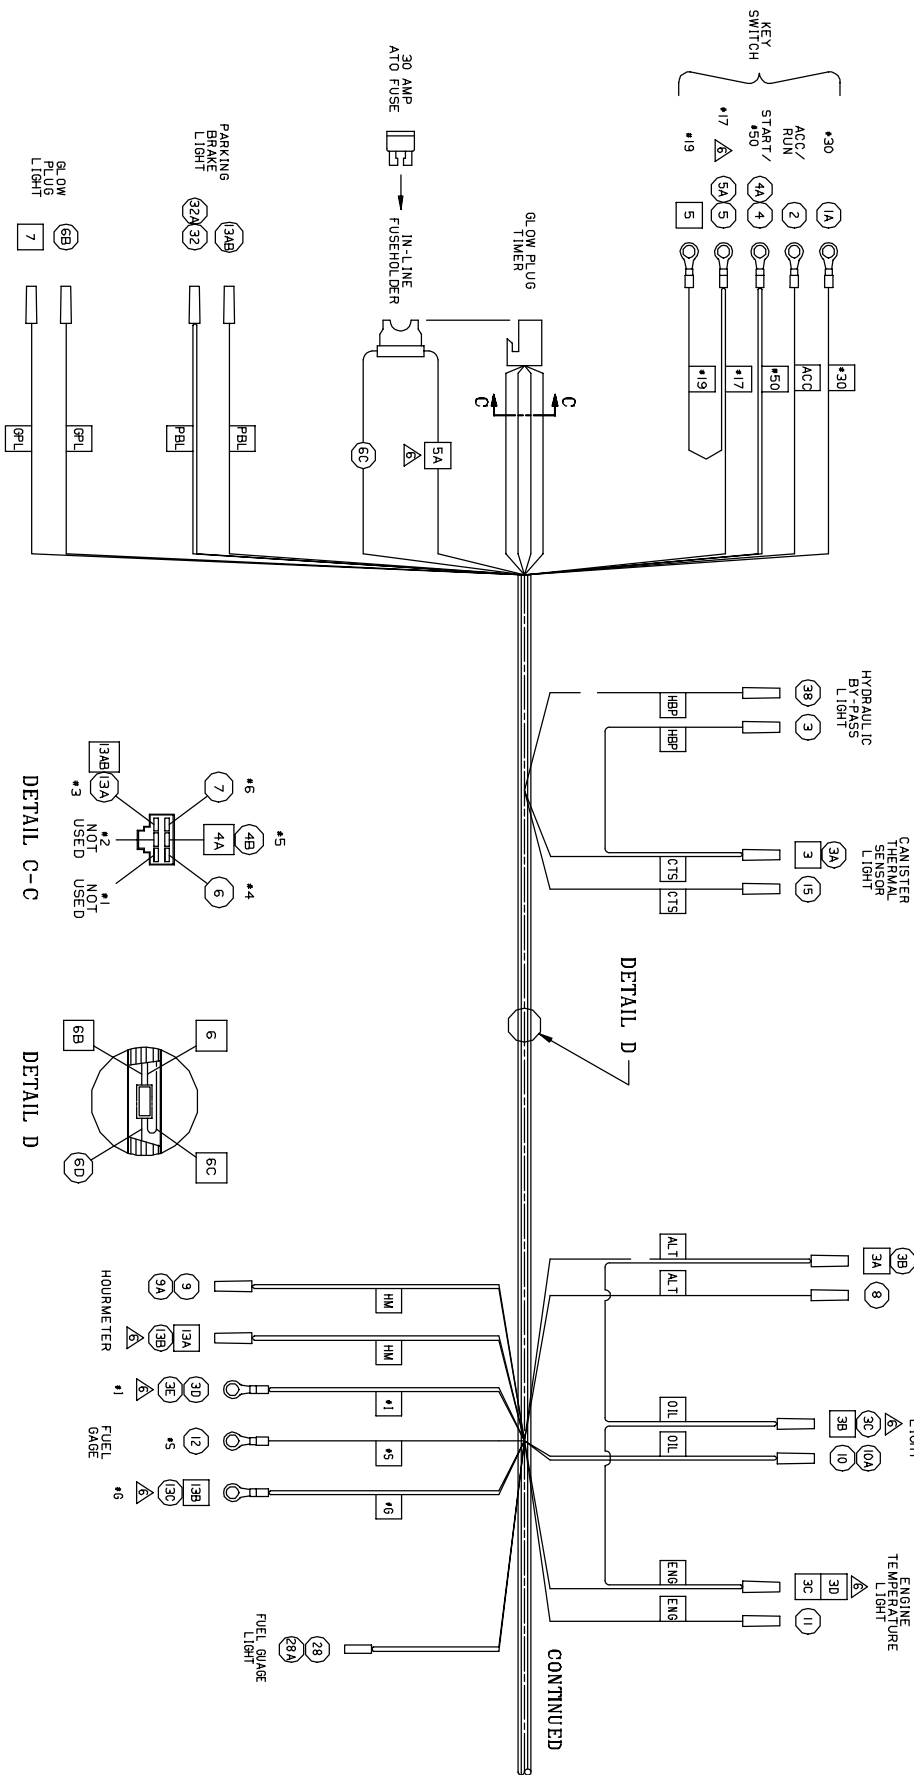 KEY
SWITCH
#30
1A
#30
ACC/
RUN
2
ACC
START/
#50
4A
4
#50
#17
6
5A
5
#17
#19
5
#19
GLOW PLUG
TIMER
C
C
30 AMP
ATO FUSE
IN-LINE
FUSEHOLDER
5A
6
6C
PARKING
BRAKE
LIGHT
13AB
PBL
32A
32
PBL
GLOW
PLUG
LIGHT
6B
GPL
7
GPL
HYDRAULIC
BY-PASS
LIGHT
38
HBP
3
HBP
CANISTER
THERMAL
SENSOR
LIGHT
3A
3
CTS
15
CTS
DETAIL D
#6
7
#5
4B
4A
#4
6
13AB
13A
#3
#2
NOT
USED
#1
NOT
USED
DETAIL C-C
6
6C
6B
6D
DETAIL D
3B
3A
ALT
8
ALT
6
3C
3B
OIL
10A
10
OIL
ENGINE
TEMPERATURE
LIGHT
6
3D
3C
ENG
11
ENG
HOURMETER
9
9A
HM
13A
13B
6
HM
3D
3E
6
#I
#I
FUEL
GAGE
12
#S
#S
13B
13C
6
#G
#G
28
28A
FUEL GUAGE
LIGHT
CONTINUED